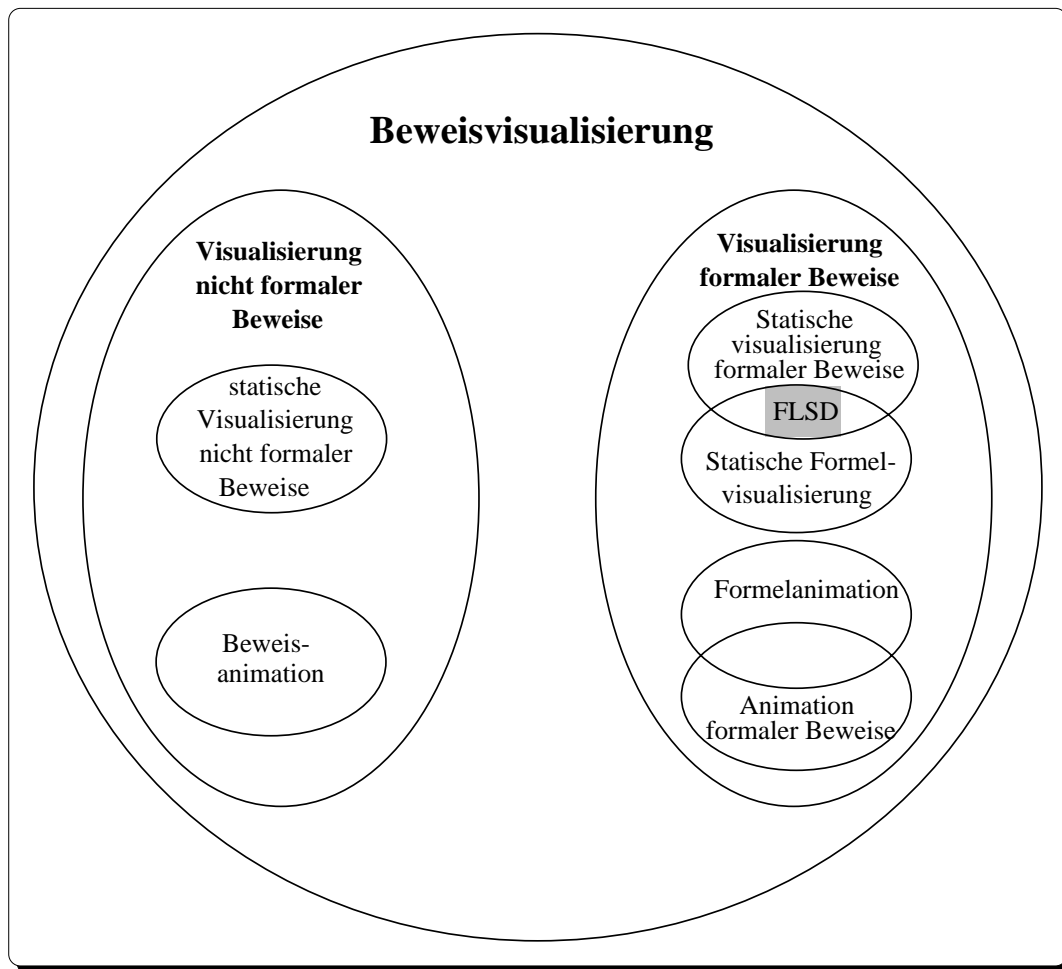 Beweisvisualisierung
Visualisierung
nicht formaler
Beweise
statische
Visualisierung
nicht formaler
Beweise
Beweis-
animation
Visualisierung
formaler Beweise
Statische
visualisierung
formaler Beweise
FLSD
Statische Formel-
visualisierung
Formelanimation
Animation
formaler Beweise